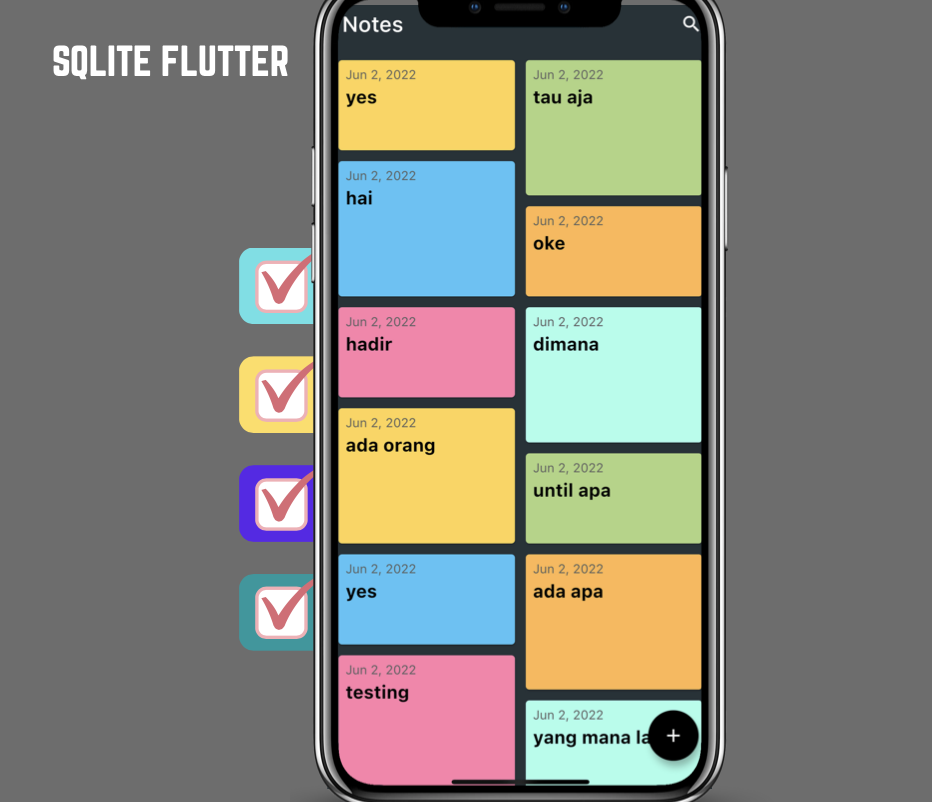 SQLITE FLUTTER
Notes
Jun 2, 2022
yes
Jun 2, 2022
tau aja
Jun 2, 2022
hai
Jun 2, 2022
oke
Jun 2, 2022
hadir
Jun 2, 2022
dimana
Jun 2, 2022
ada orang
Jun 2, 2022
until apa
Jun 2, 2022
yes
Jun 2, 2022
ada apa
Jun 2, 2022
testing
Jun 2, 2022
yang mana la
+